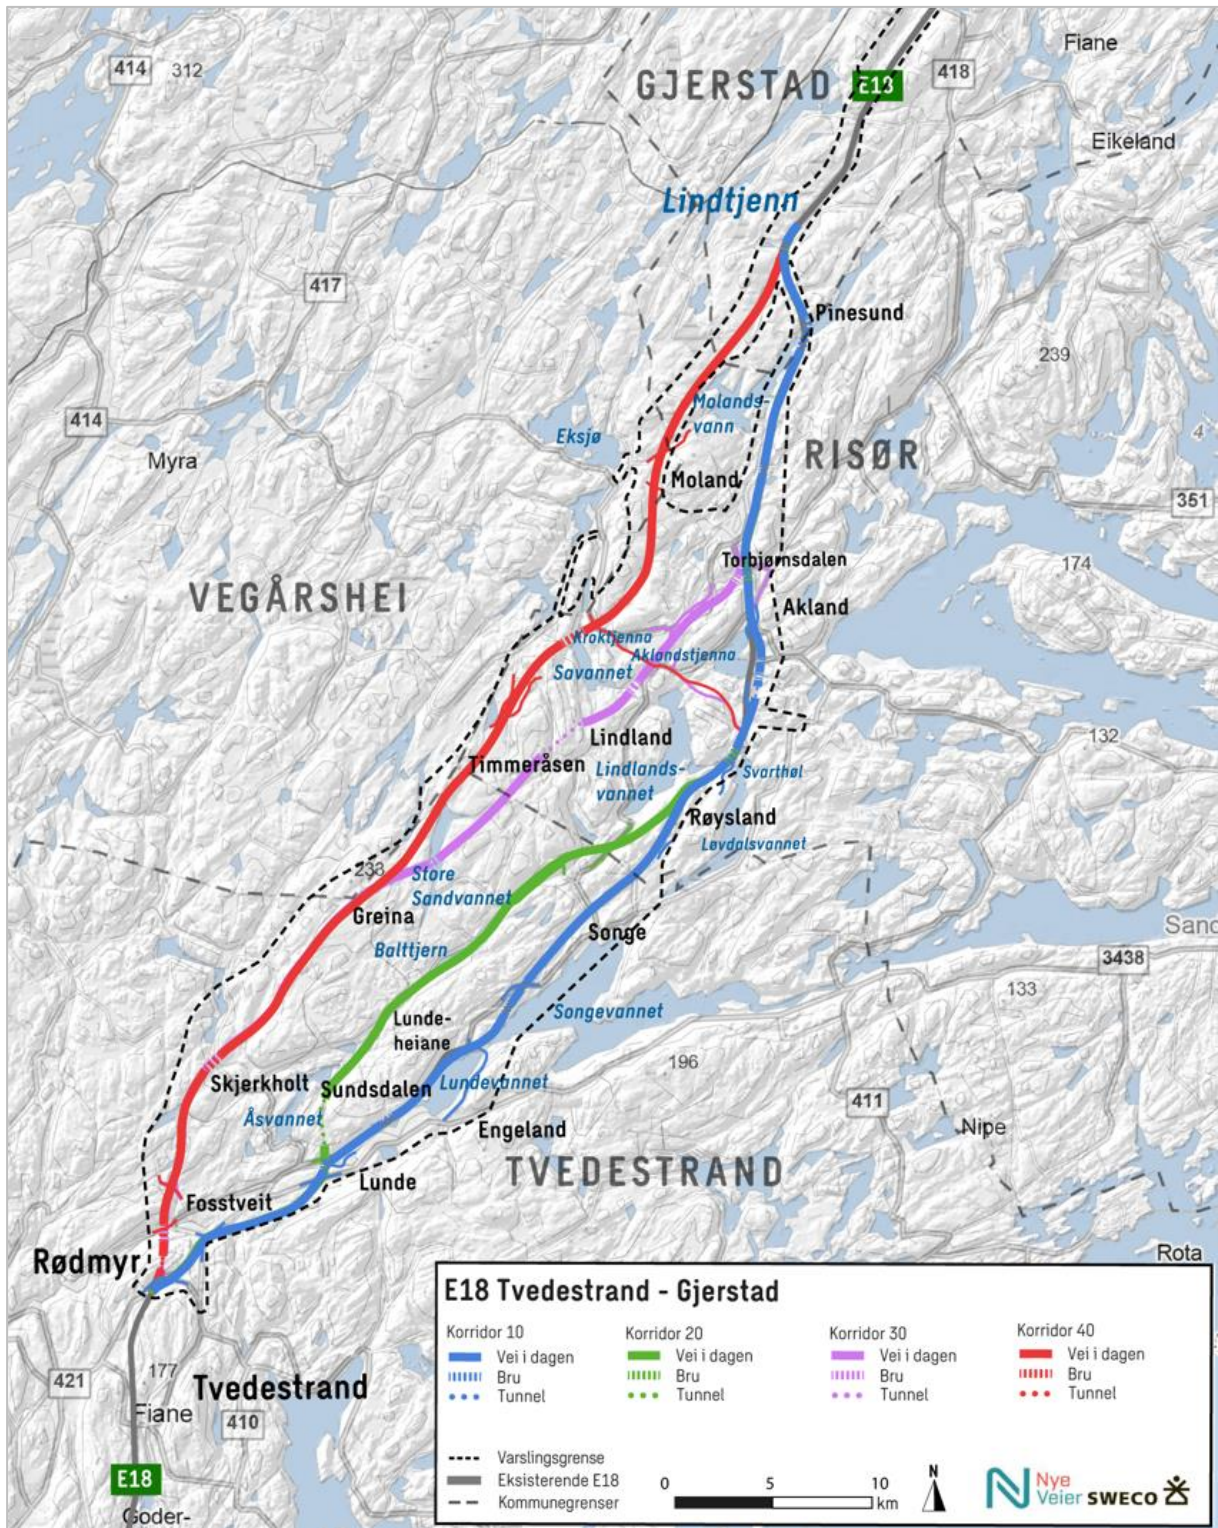 Fiane
414
312
GJERSTAD
E18
418
Eikeland
Lindtjenn
417
Pinesund
239
Molands-
vann
414
Eksjø
RISØR
4
Myra
Moland
351
Torbjørnsdalen
174
VEGÅRSHEI
Akland
Kroktjenna
Aklandstjenna
Savannet
Lindland
132
Timmeråsen
Lindlands-
vannet
Svarthøl
Røysland
Løvdalsvannet
233
Store
Sandvannet
Greina
Sand
Songe
Balttjern
3438
133
Lunde-
heiane
Songevannet
196
Skjerkholt
Sundsdalen
Lundevannet
411
Åsvannet
Engeland
Nipe
TVEDESTRAND
Lunde
Fosstveit
Rødmyr
Rota
E18 Tvedestrand - Gjerstad
Korridor 10
Korridor 20
Korridor 30
Korridor 40
Vei i dagen
Vei i dagen
Vei i dagen
Vei i dagen
Bru
Bru
Bru
Bru
Tunnel
Tunnel
Tunnel
Tunnel
177
421
Tvedestrand
Fiane
410
Varslingsgrense
Eksisterende E18
Kommunegrenser
0 5 10
km
N
Nye
Veier
SWECO
E18
Goder-